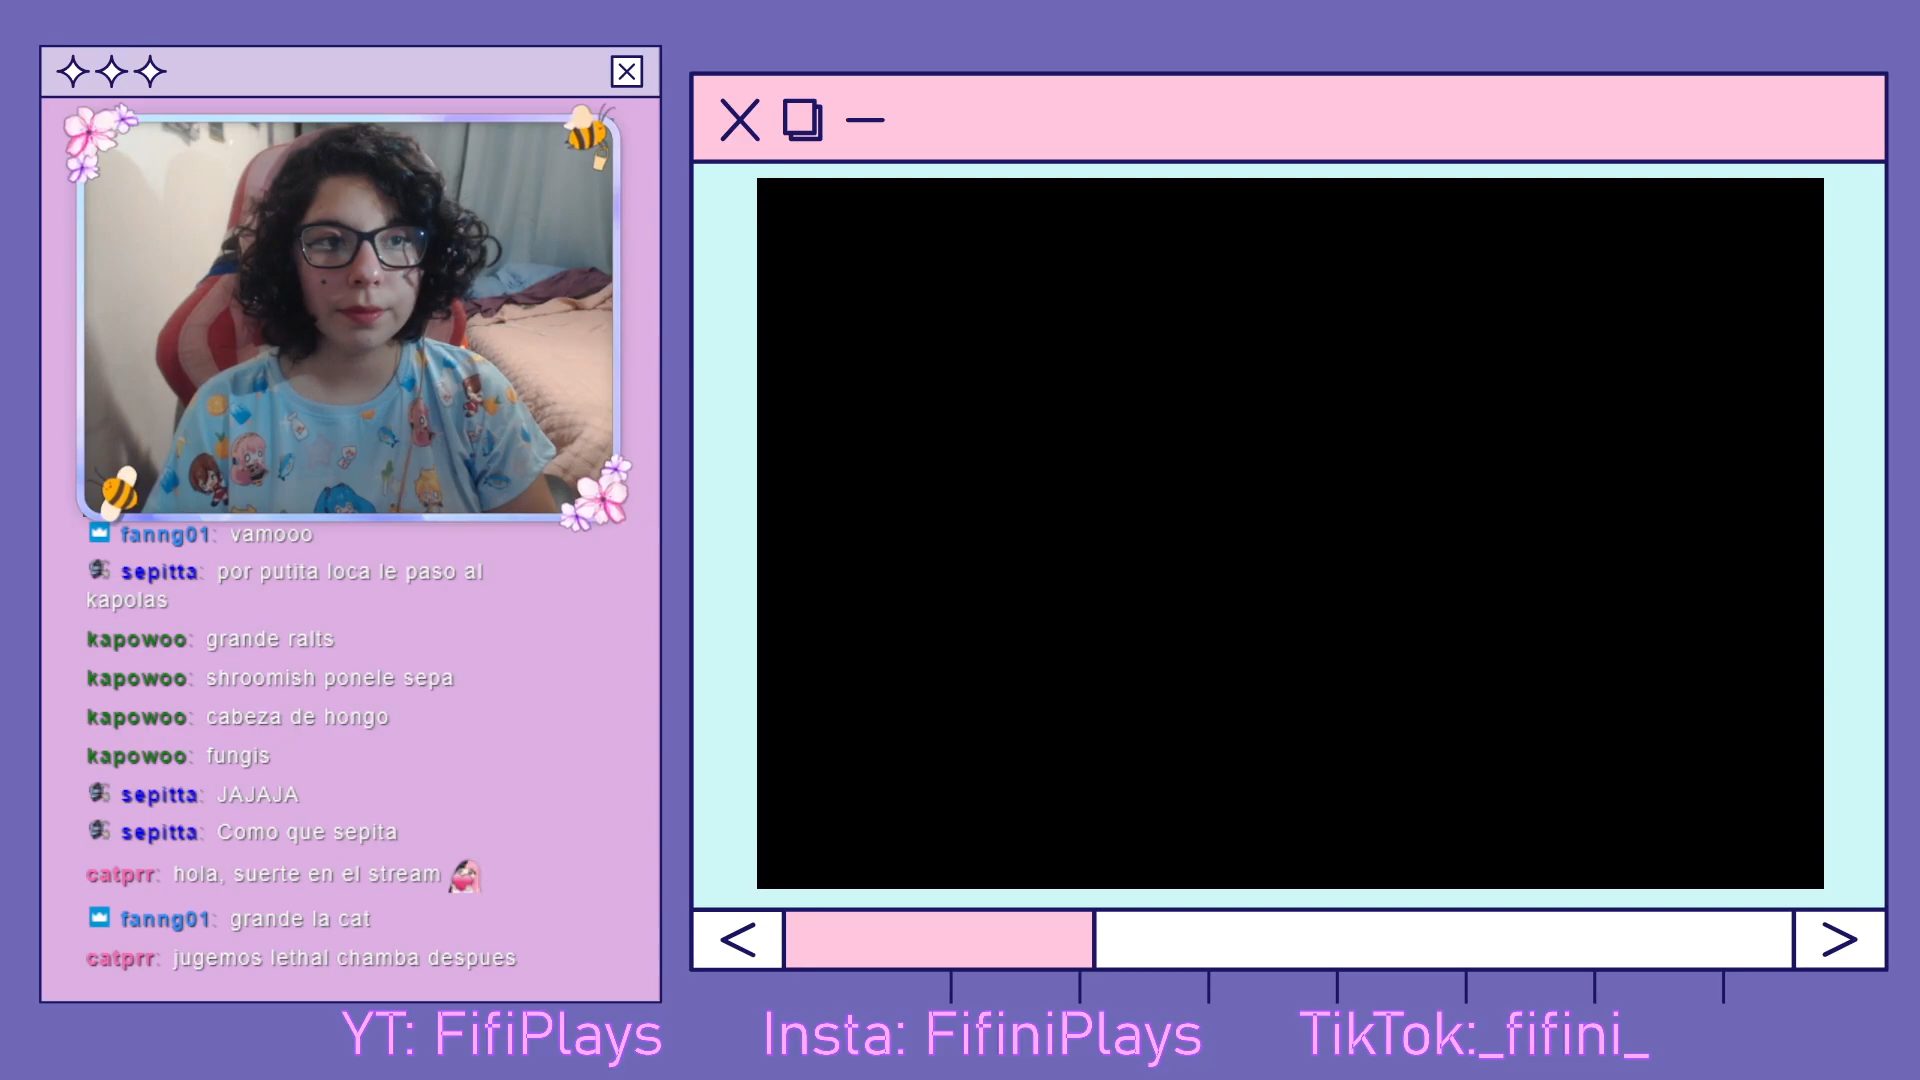 fanng01: vamooo
sepitta: por putita loca le paso al
kapolas
kapowoo: grande ralts
kapowoo: shroomish ponele sepa
kapowoo: cabeza de hongo
kapowoo: fungis
sepitta: JAJAJA
sepitta: Como que sepita
catprr: hola, suerte en el stream
fanng01: grande la cat
catprr: jugemos lethal chamba despues
YT: FifiPlays
Insta: FifiniPlays
TikTok:_fifini_